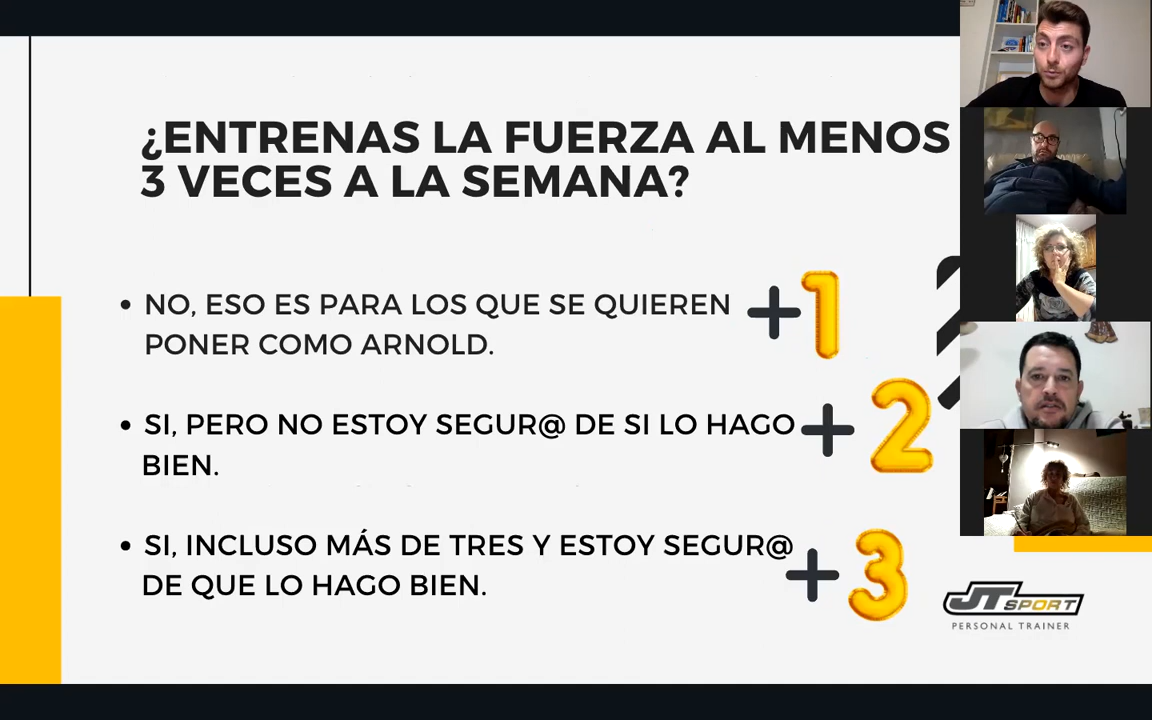 ¿ENTRENAS LA FUERZA AL MENOS
3 VECES A LA SEMANA?
• NO, ESO ES PARA LOS QUE SE QUIEREN
PONER COMO ARNOLD.
+1
• SI, PERO NO ESTOY SEGUR@ DE SI LO HAGO
BIEN.
+2
• SI, INCLUSO MÁS DE TRES Y ESTOY SEGUR@
DE QUE LO HAGO BIEN.
+3
JT SPORT
PERSONAL TRAINER